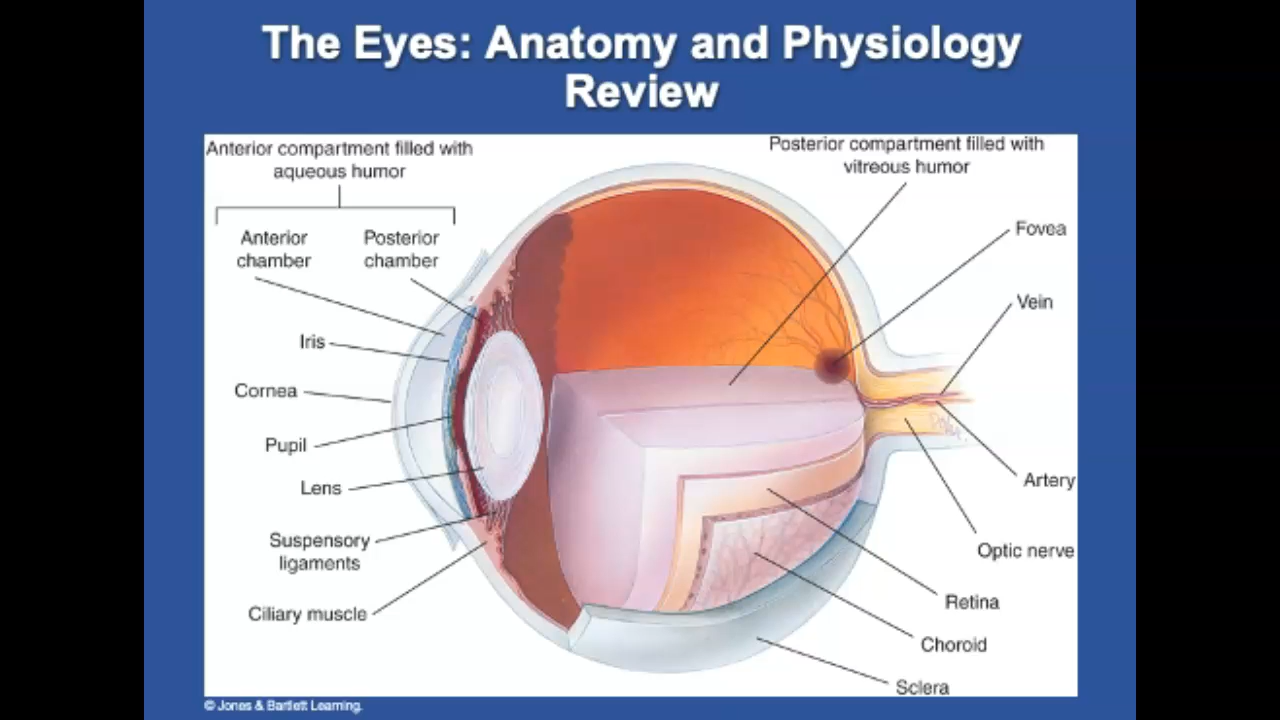 The Eyes: Anatomy and Physiology
Review
Anterior compartment filled with
aqueous humor
Posterior compartment filled with
vitreous humor
Anterior
chamber
Posterior
chamber
Fovea
Vein
Iris
Cornea
Pupil
Lens
Suspensory
ligaments
Ciliary muscle
Artery
Optic nerve
Retina
Choroid
Sclera
© Jones & Bartlett Learning.